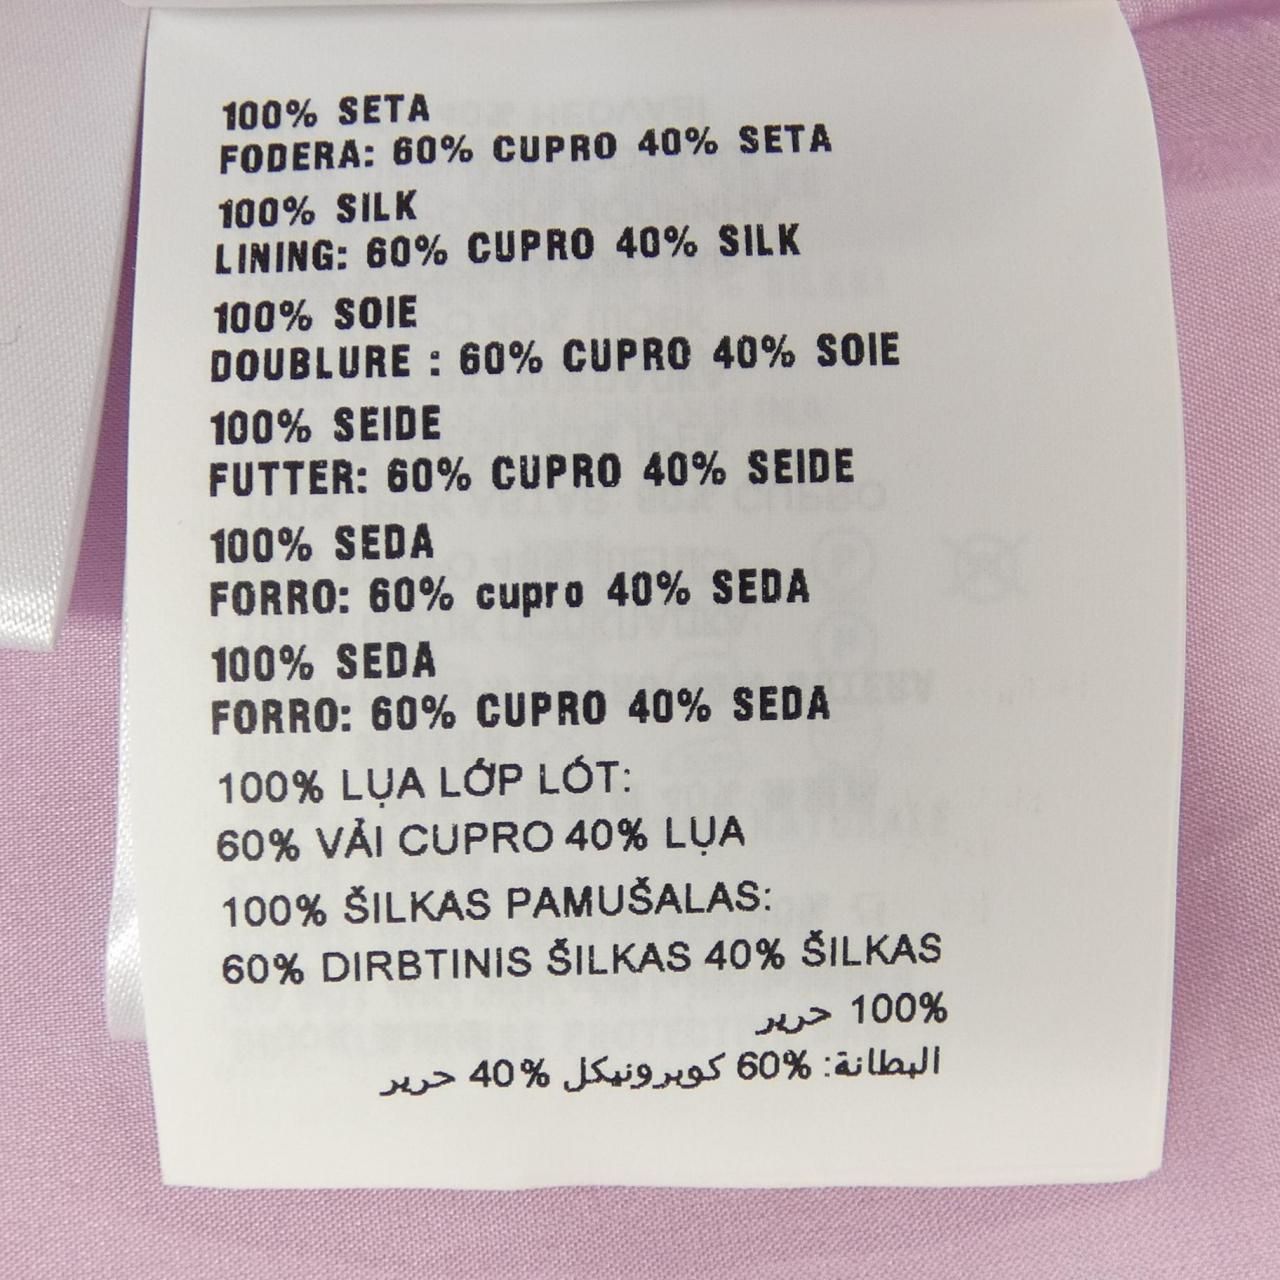 100% SETA
FODERA: 60% CUPRO 40% SETA
100% SILK
LINING: 60% CUPRO 40% SILK
100% SOIE
DOUBLURE : 60% CUPRO 40% SOIE
100% SEIDE
FUTTER: 60% CUPRO 40% SEIDE
100% SEDA
FORRO: 60% cupro 40% SEDA
100% SEDA
FORRO: 60% CUPRO 40% SEDA
100% LỤA LỚP LÓT:
60% VẢI CUPRO 40% LỤA
100% ŠILKAS PAMUŠALAS:
60% DIRBTINIS ŠILKAS 40% ŠILKAS
100% حرير
البطانة: 60% كوبرونيكل 40% حرير